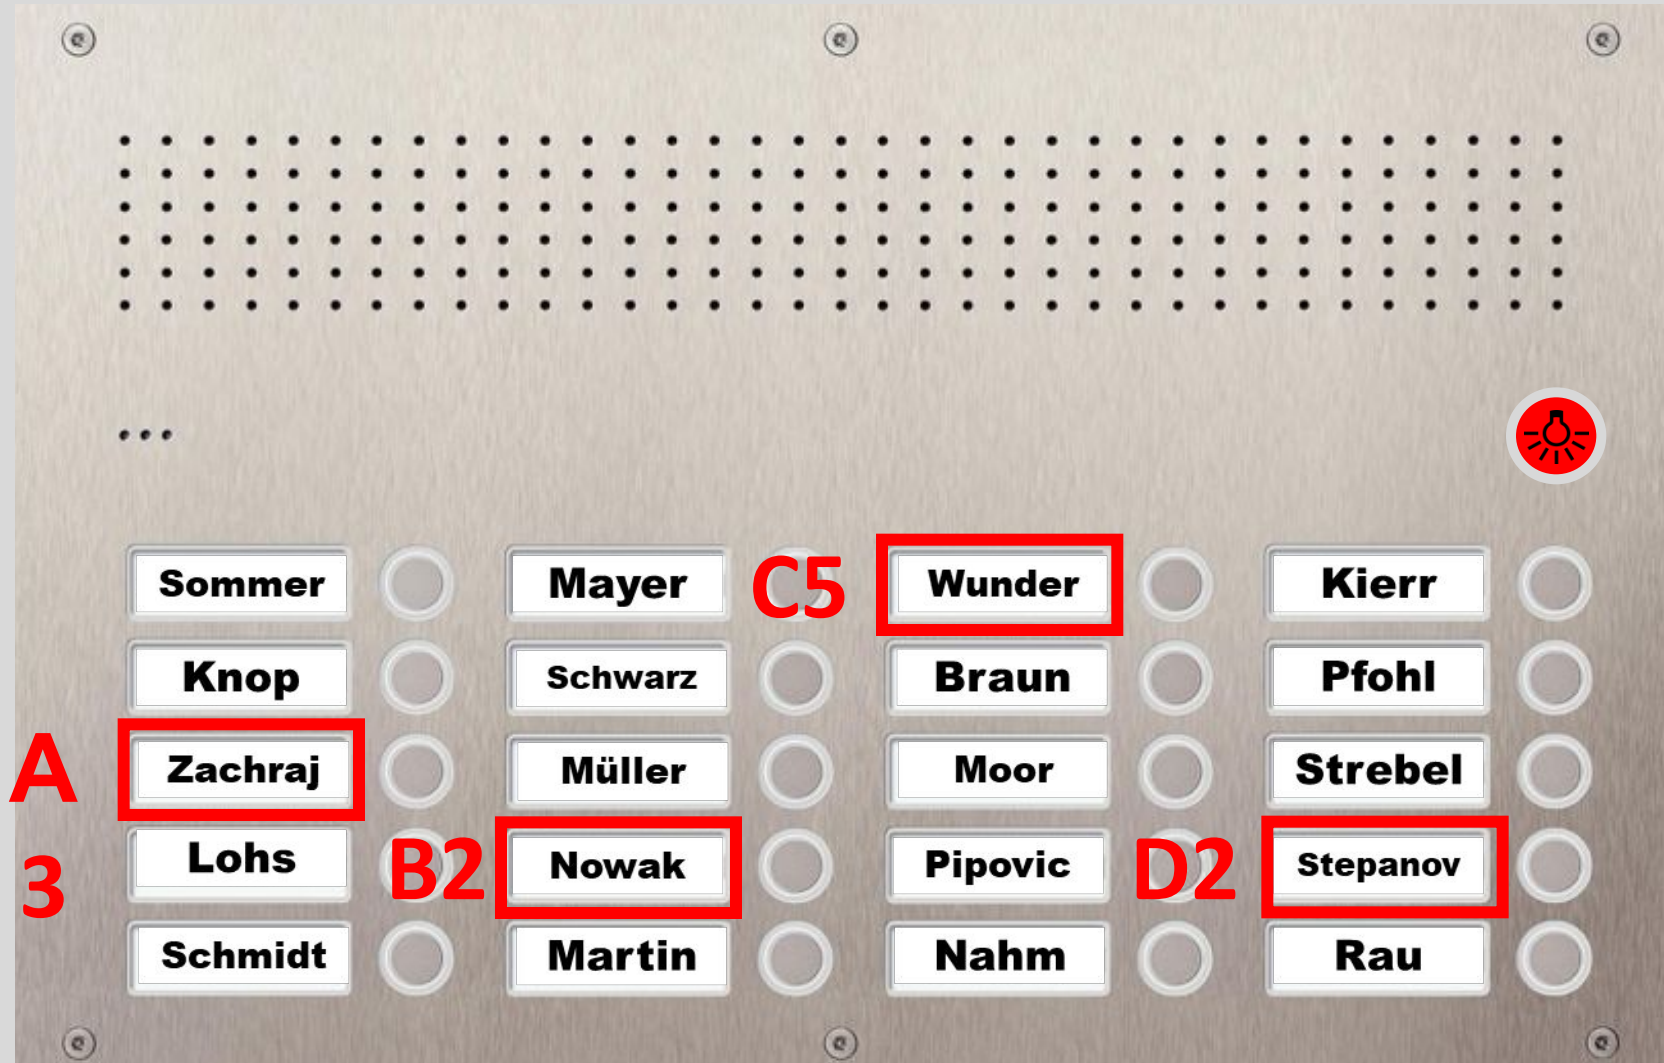 Sommer Mayer C5 Wunder Kierr
Knop Schwarz Braun Pfohl
A Zachraj Müller Moor Strebel
3 Lohs B2 Nowak Pipovic D2 Stepanov
Schmidt Martin Nahm Rau